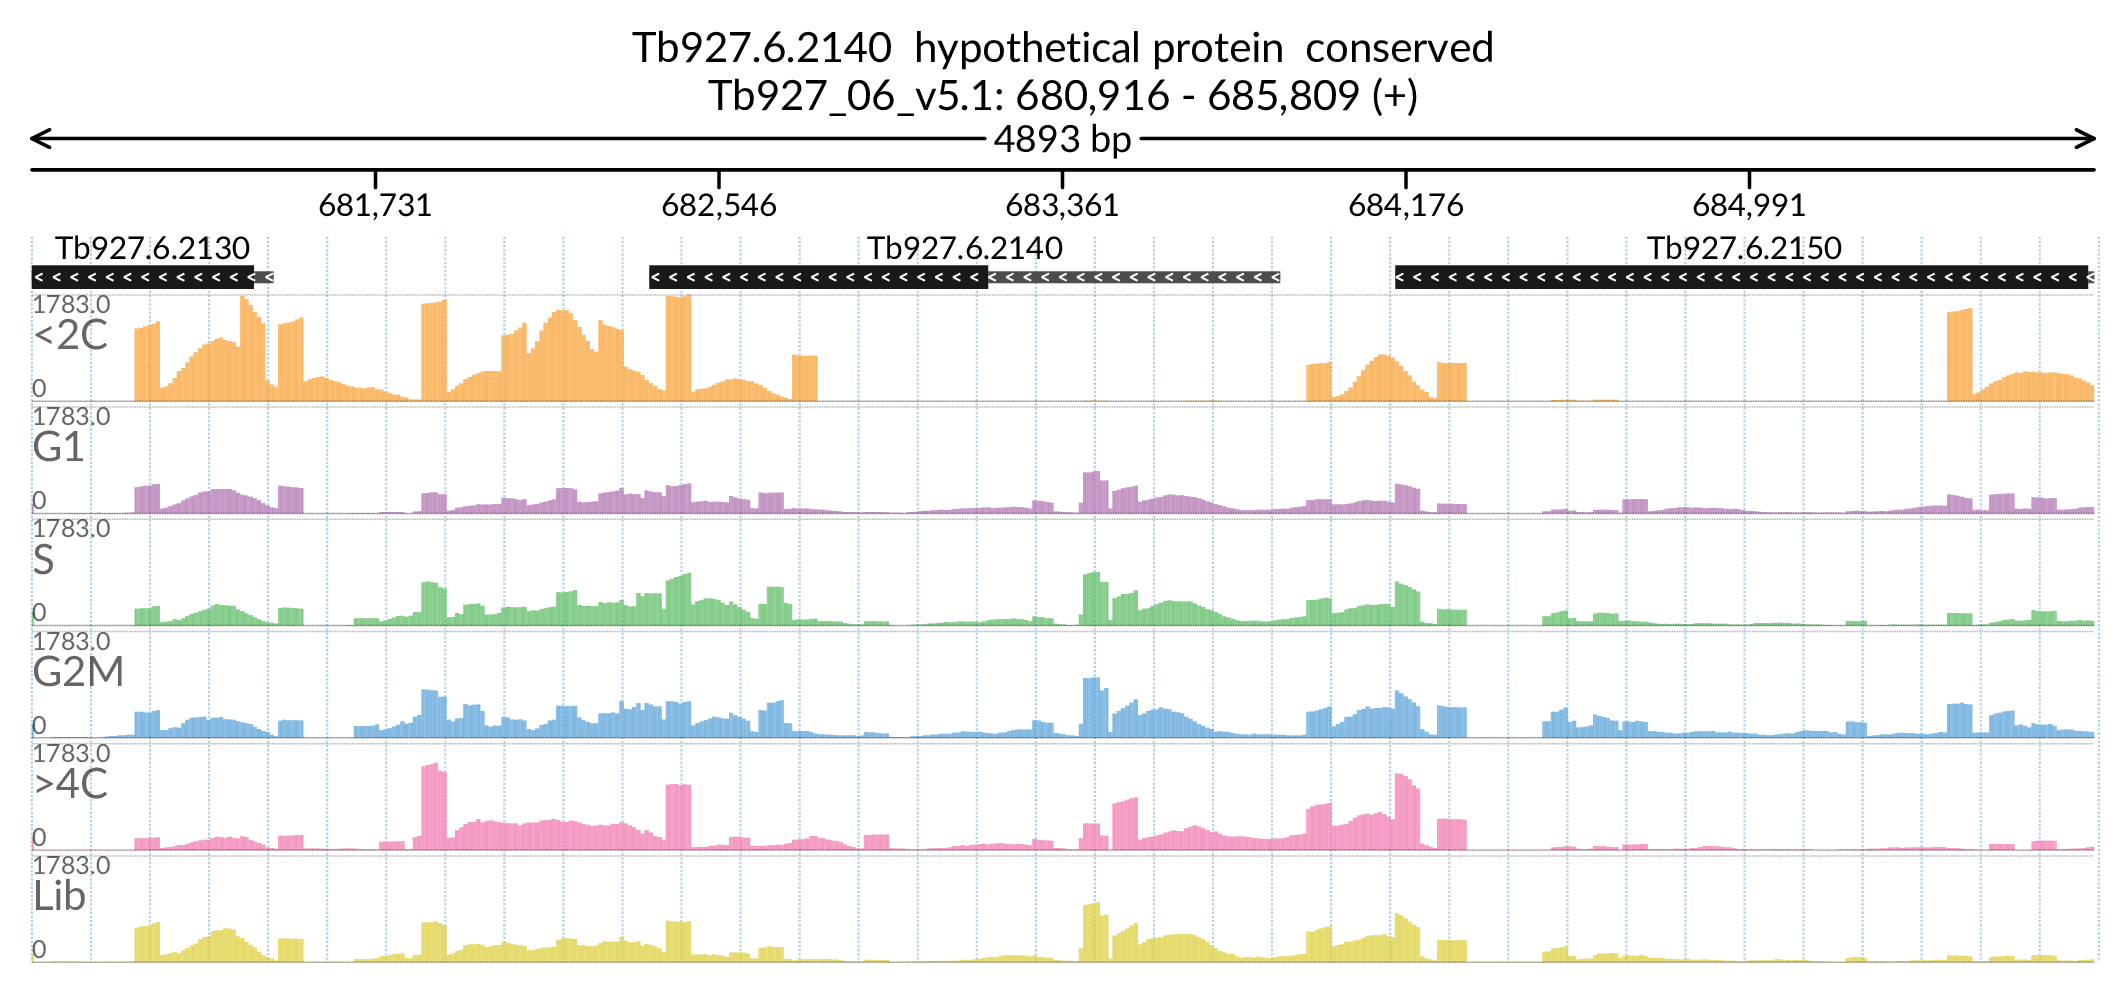 Tb927.6.2140  hypothetical protein  conserved
Tb927_06_v5.1: 680,916 - 685,809 (+)
4893 bp
681,731 682,546 683,361 684,176 684,991
Tb927.6.2130 Tb927.6.2140 Tb927.6.2150
1783.0
<2C
0
1783.0
G1
0
1783.0
S
0
1783.0
G2M
0
1783.0
>4C
0
1783.0
Lib
0